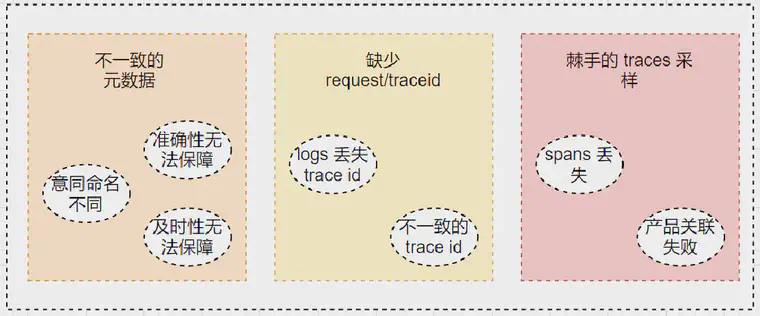 不一致的
元数据
准确性无
法保障
意同命名
不同
及时性无
法保障
缺少
request/traceid
logs 丢失
trace id
不一致的
trace id
棘手的 traces 采
样
spans 丢
失
产品关联
失败